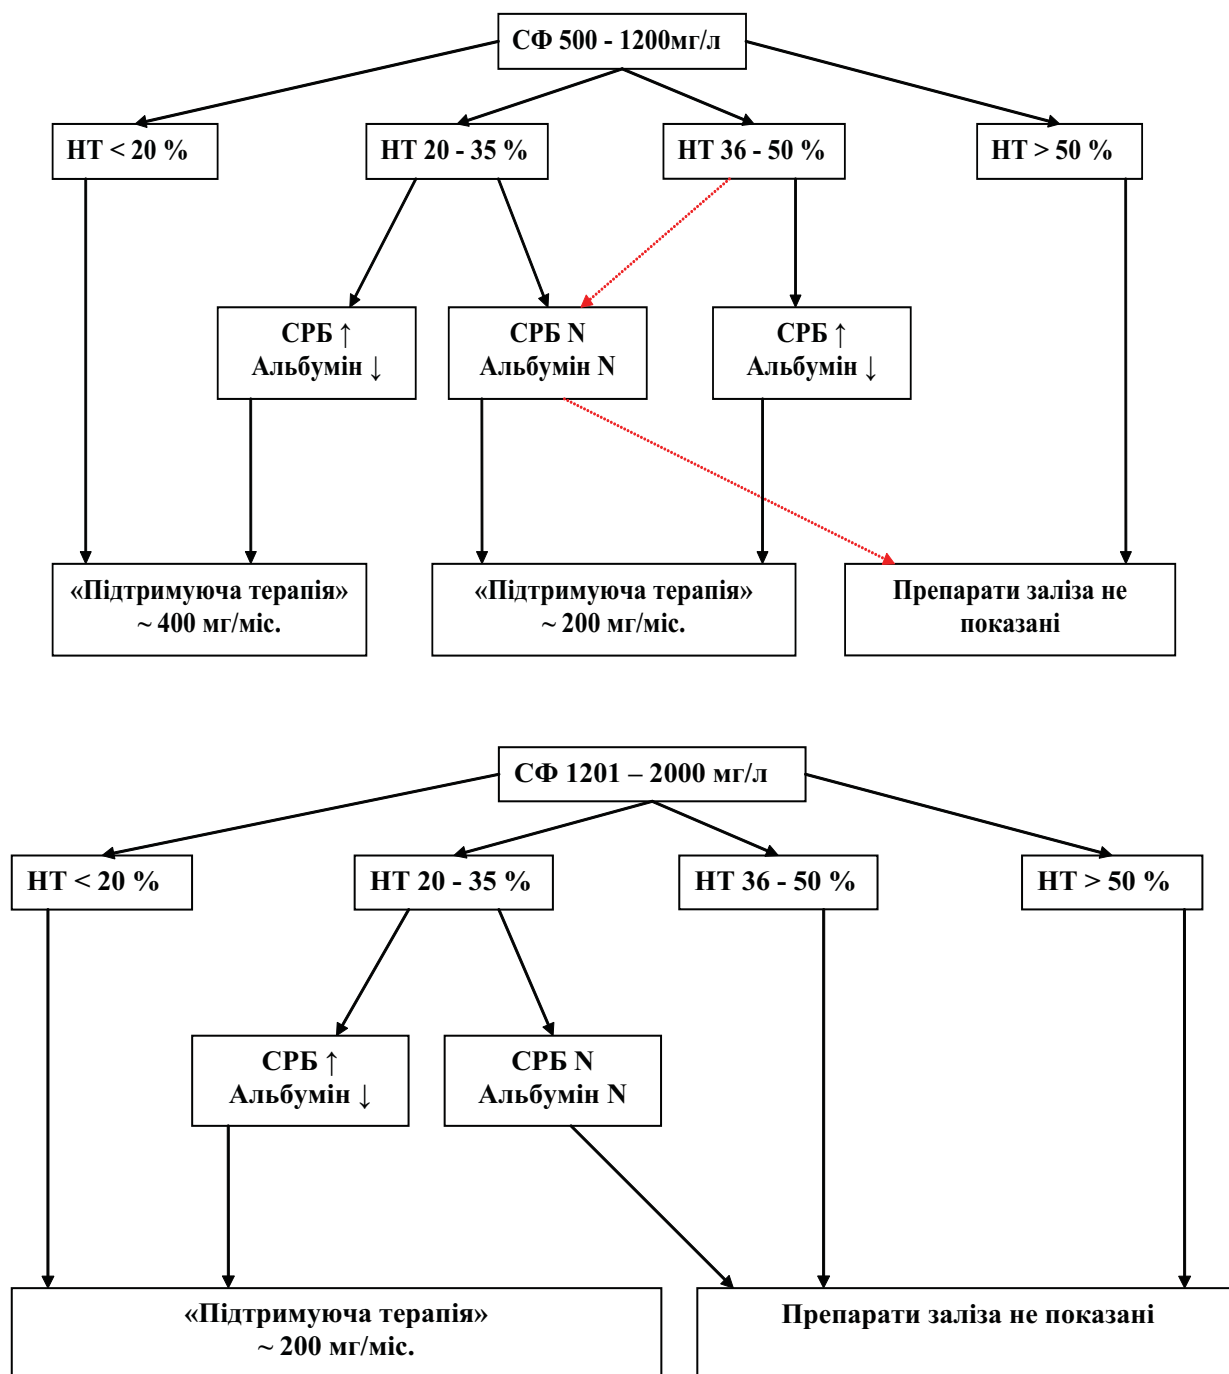 СФ 500 - 1200мг/л
НТ < 20 %
НТ 20 - 35 %
НТ 36 - 50 %
НТ > 50 %
СРБ ↑
Альбумін ↓
СРБ N
Альбумін N
СРБ ↑
Альбумін ↓
«Підтримуюча терапія»
~ 400 мг/міс.
«Підтримуюча терапія»
~ 200 мг/міс.
Препарати заліза не
показані
СФ 1201 – 2000 мг/л
НТ < 20 %
НТ 20 - 35 %
НТ 36 - 50 %
НТ > 50 %
СРБ ↑
Альбумін ↓
СРБ N
Альбумін N
«Підтримуюча терапія»
~ 200 мг/міс.
Препарати заліза не показані